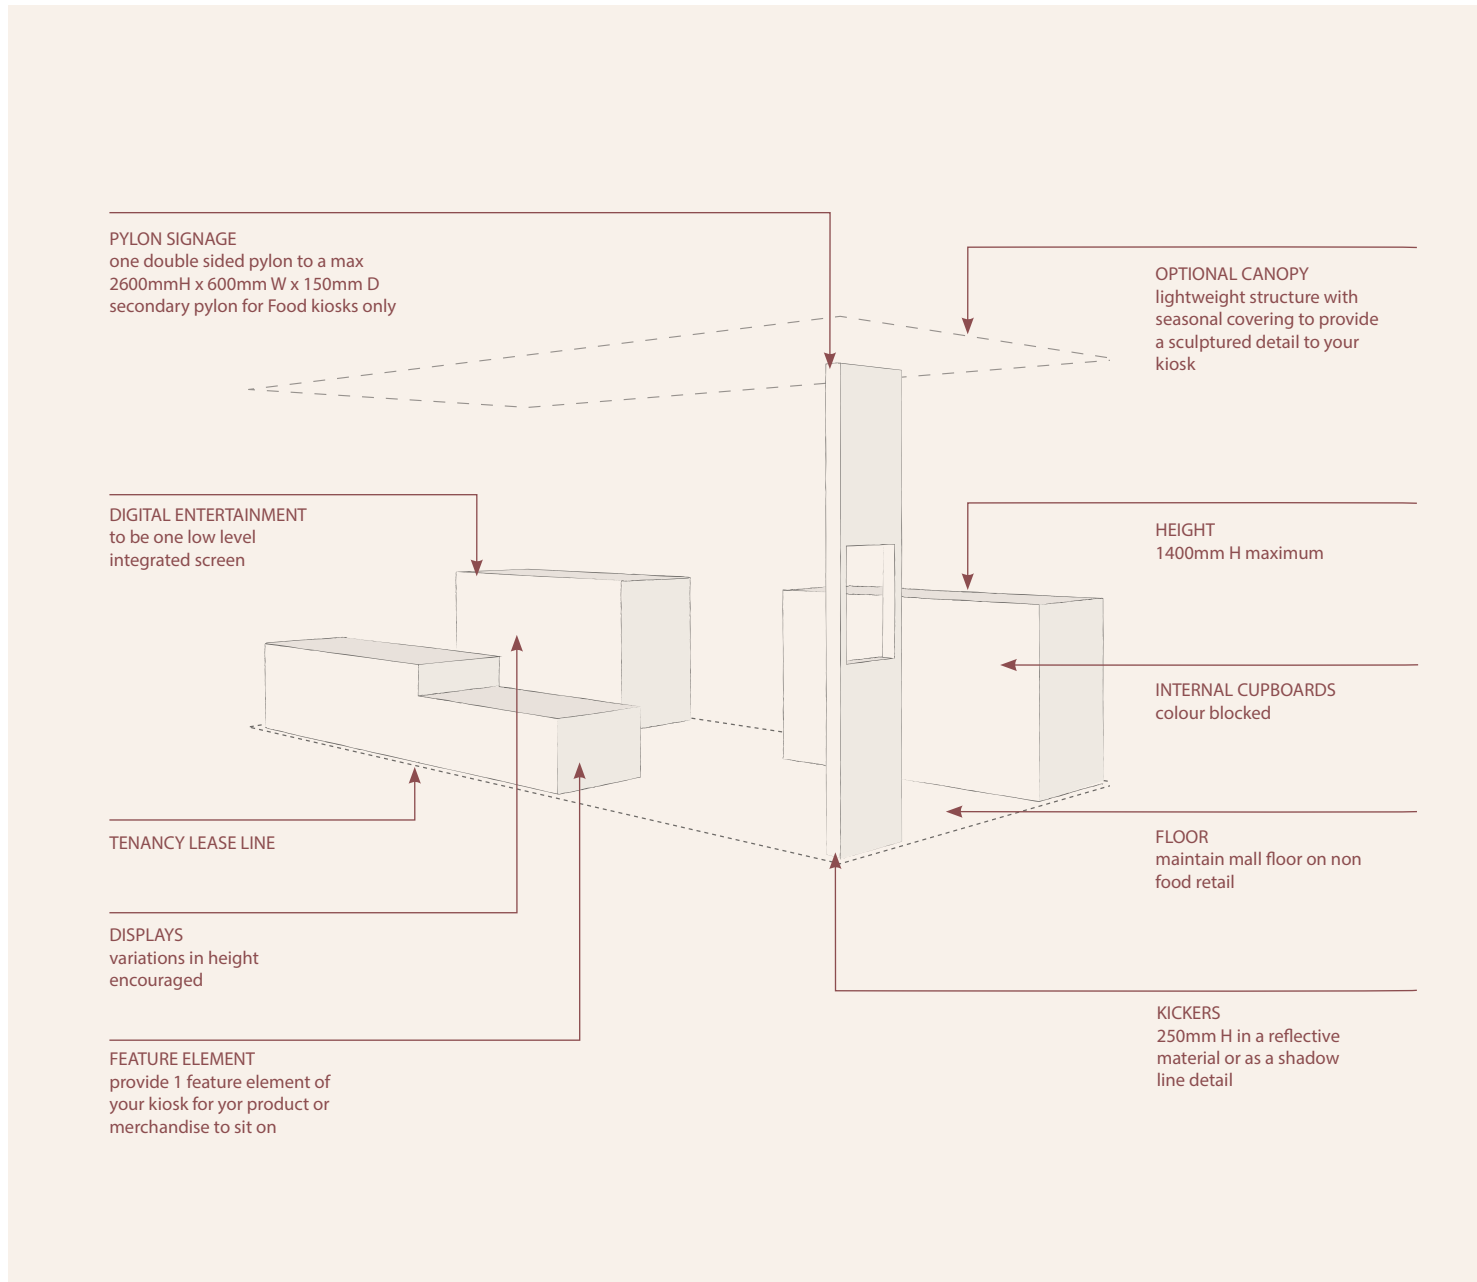 PYLON SIGNAGE
one double sided pylon to a max
2600mmH x 600mm W x 150mm D
secondary pylon for Food kiosks only
OPTIONAL CANOPY
lightweight structure with
seasonal covering to provide
a sculptured detail to your
kiosk
DIGITAL ENTERTAINMENT
to be one low level
integrated screen
HEIGHT
1400mm H maximum
INTERNAL CUPBOARDS
colour blocked
TENANCY LEASE LINE
FLOOR
maintain mall floor on non
food retail
DISPLAYS
variations in height
encouraged
KICKERS
250mm H in a reflective
material or as a shadow
line detail
FEATURE ELEMENT
provide 1 feature element of
your kiosk for yor product or
merchandise to sit on